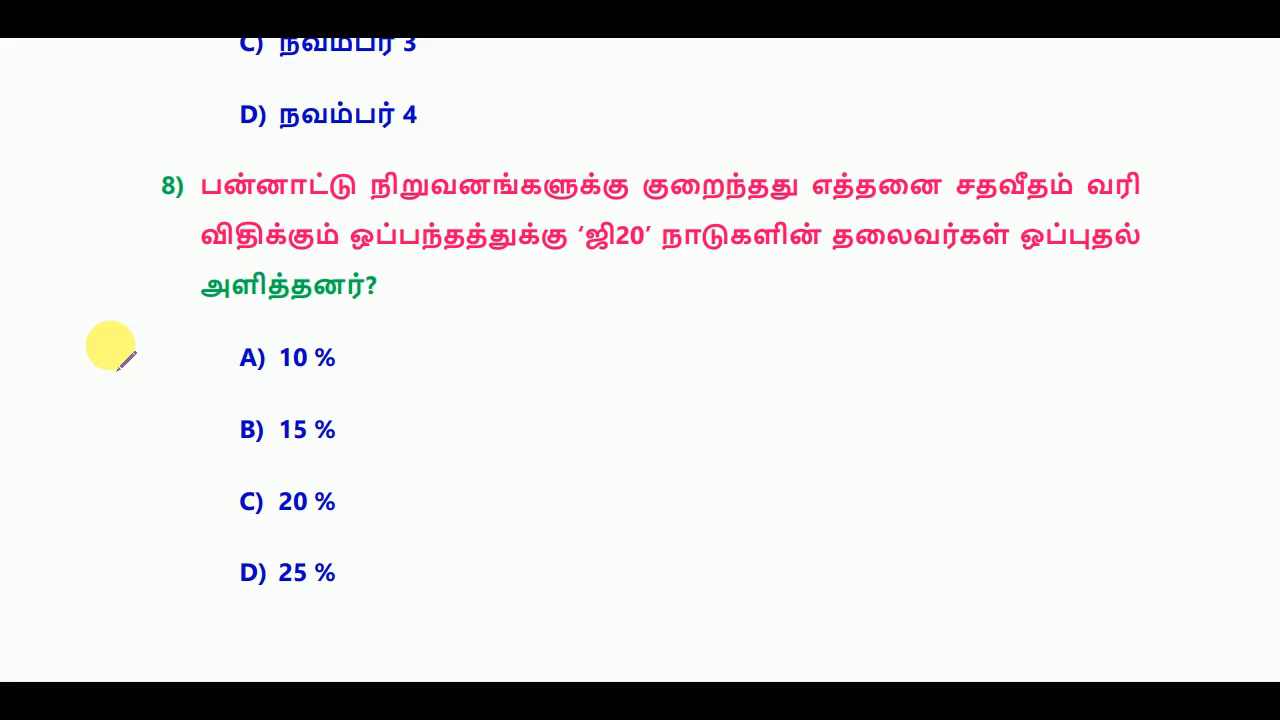 C) நவம்பர் 3
D) நவம்பர் 4
8) பன்னாட்டு நிறுவனங்களுக்கு குறைந்தது எத்தனை சதவீதம் வரி
விதிக்கும் ஒப்பந்தத்துக்கு ‘ஜி20’ நாடுகளின் தலைவர்கள் ஒப்புதல்
அளித்தனர்?
A) 10 %
B) 15 %
C) 20 %
D) 25 %